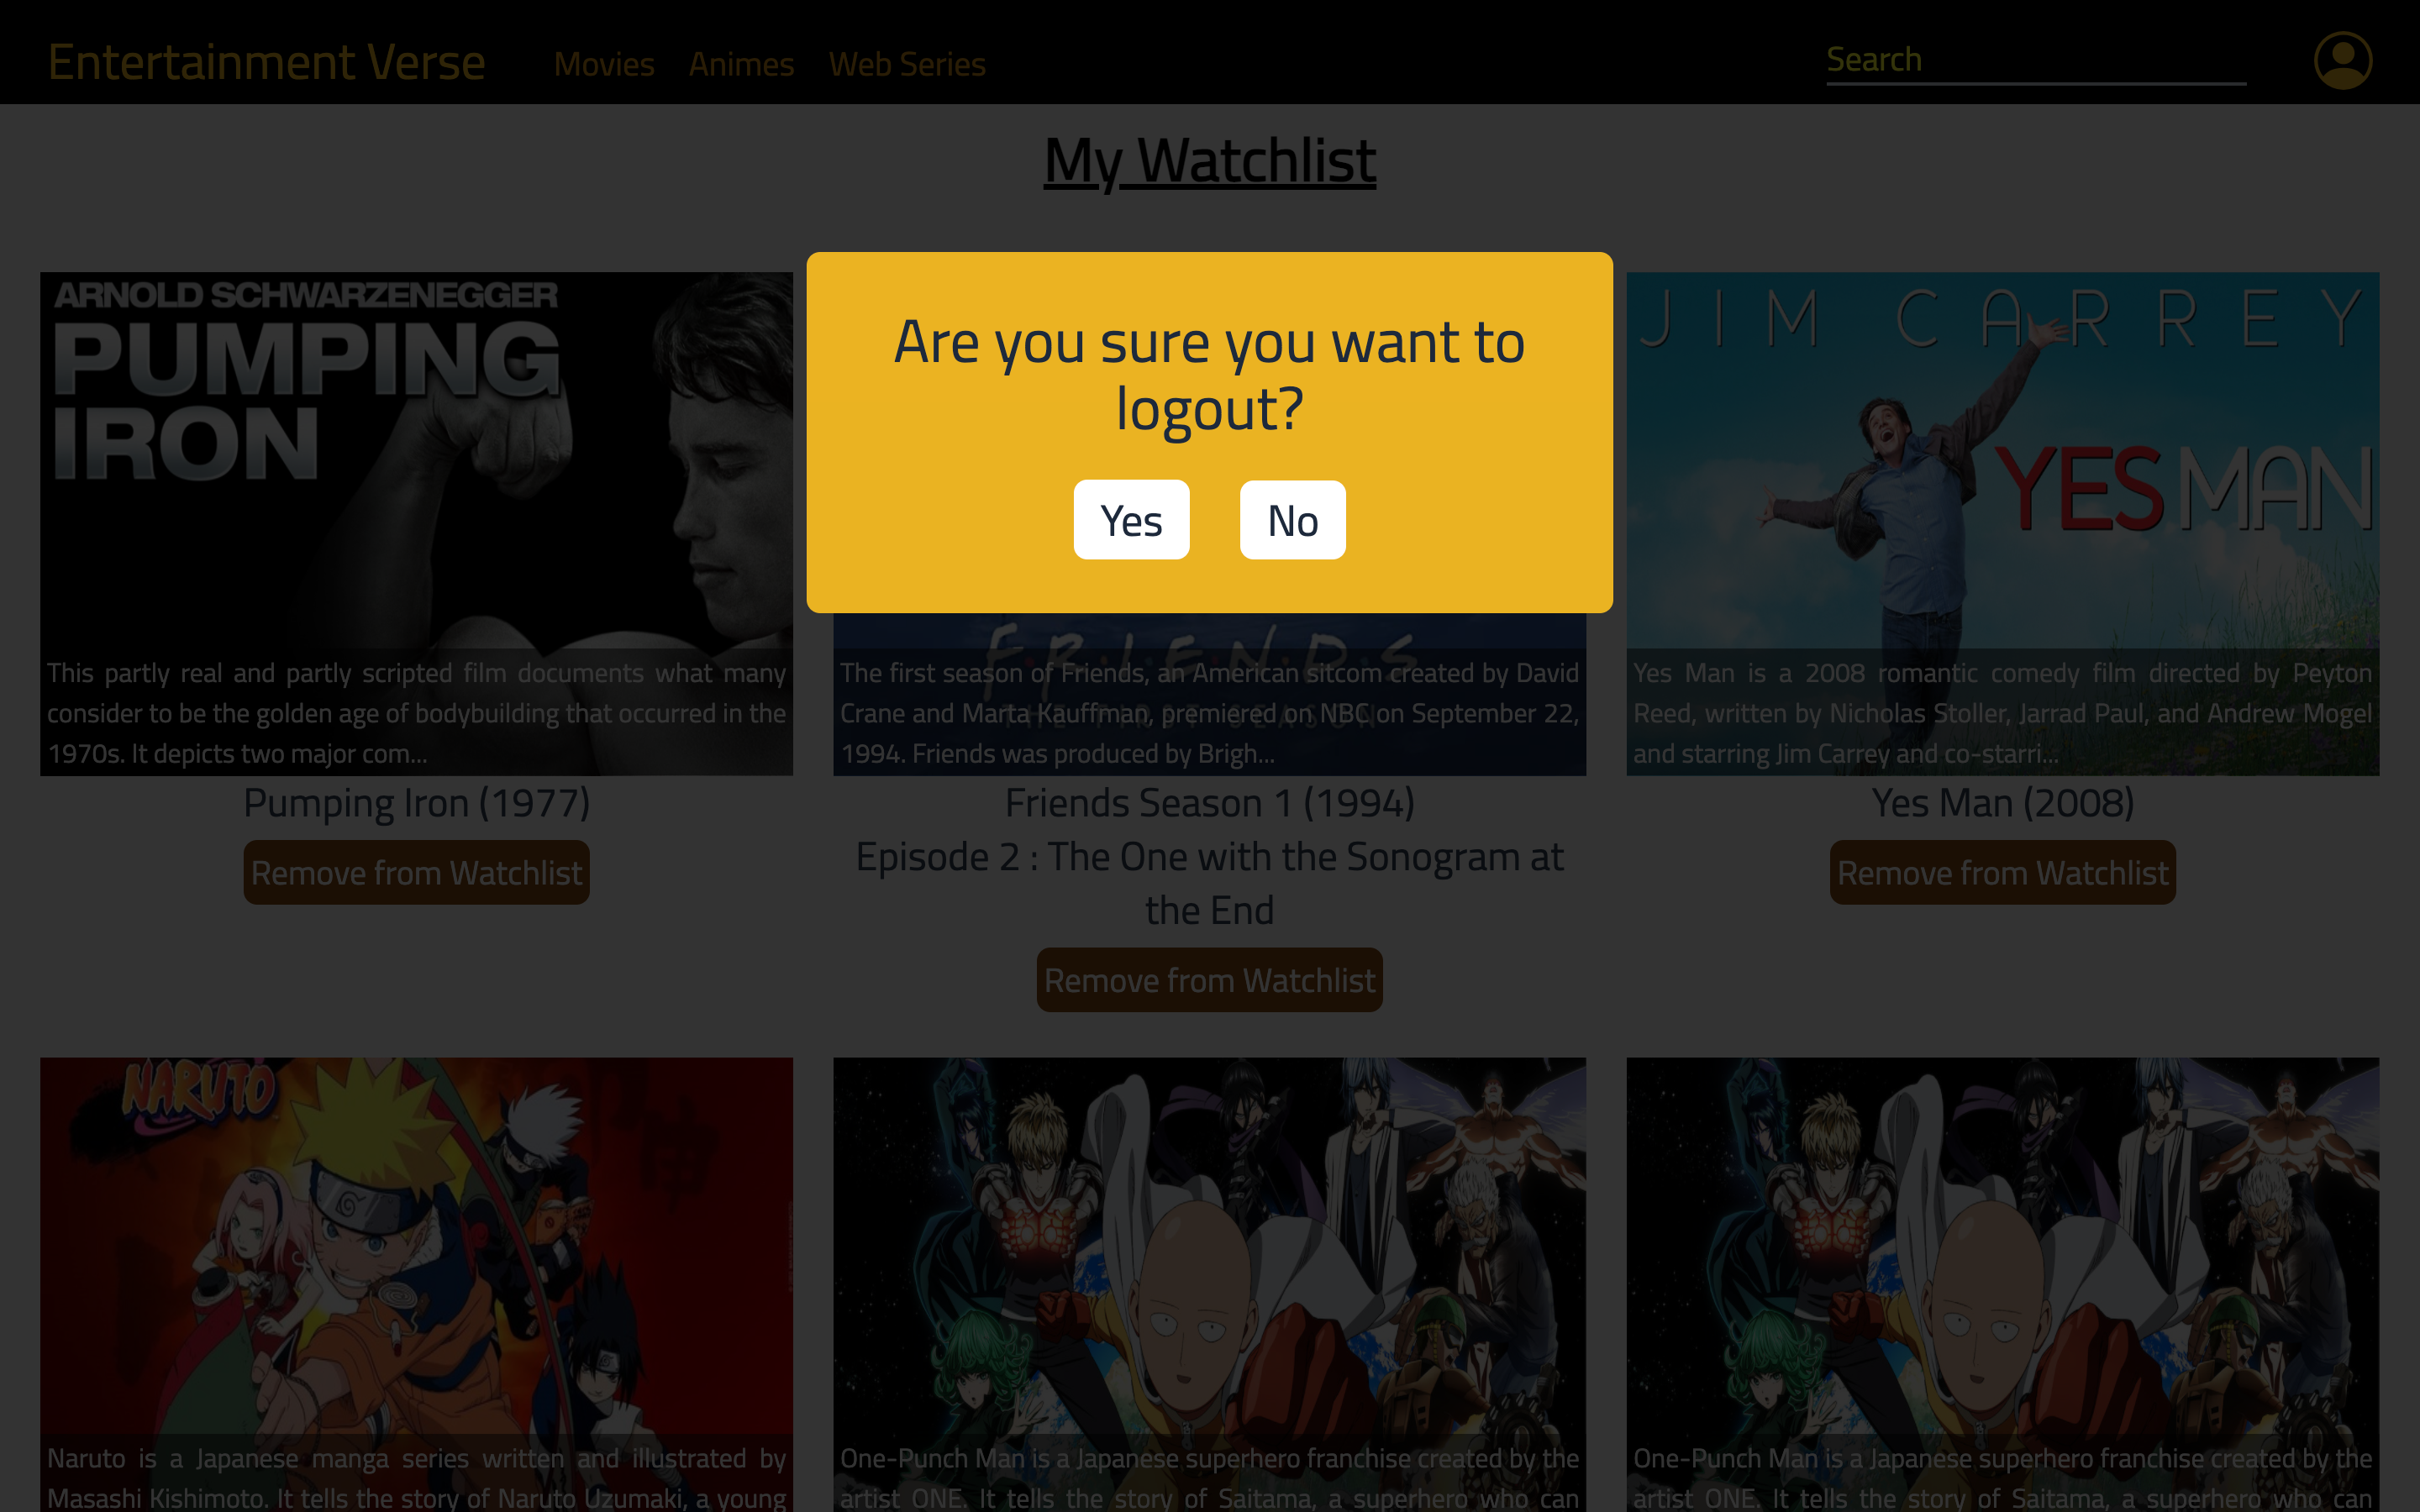 Entertainment Verse Movies Animes Web Series Search
My Watchlist
Are you sure you want to
logout?
Yes No
ARNOLD SCHWARZENEGGER
PUMPING
IRON
This partly real and partly scripted film documents what many
consider to be the golden age of bodybuilding that occurred in the
1970s. It depicts two major com...
Pumping Iron (1977)
Remove from Watchlist
FRIENDS
THE FIRST SEASON
The first season of Friends, an American sitcom created by David
Crane and Marta Kauffman, premiered on NBC on September 22,
1994. Friends was produced by Brigh...
Friends Season 1 (1994)
Episode 2 : The One with the Sonogram at
the End
Remove from Watchlist
JIM CARREY
YES MAN
Yes Man is a 2008 romantic comedy film directed by Peyton
Reed, written by Nicholas Stoller, Jarrad Paul, and Andrew Mogel
and starring Jim Carrey and co-starri...
Yes Man (2008)
Remove from Watchlist
NARUTO
Naruto is a Japanese manga series written and illustrated by
Masashi Kishimoto. It tells the story of Naruto Uzumaki, a young
One-Punch Man is a Japanese superhero franchise created by the
artist ONE. It tells the story of Saitama, a superhero who can
One-Punch Man is a Japanese superhero franchise created by the
artist ONE. It tells the story of Saitama, a superhero who can